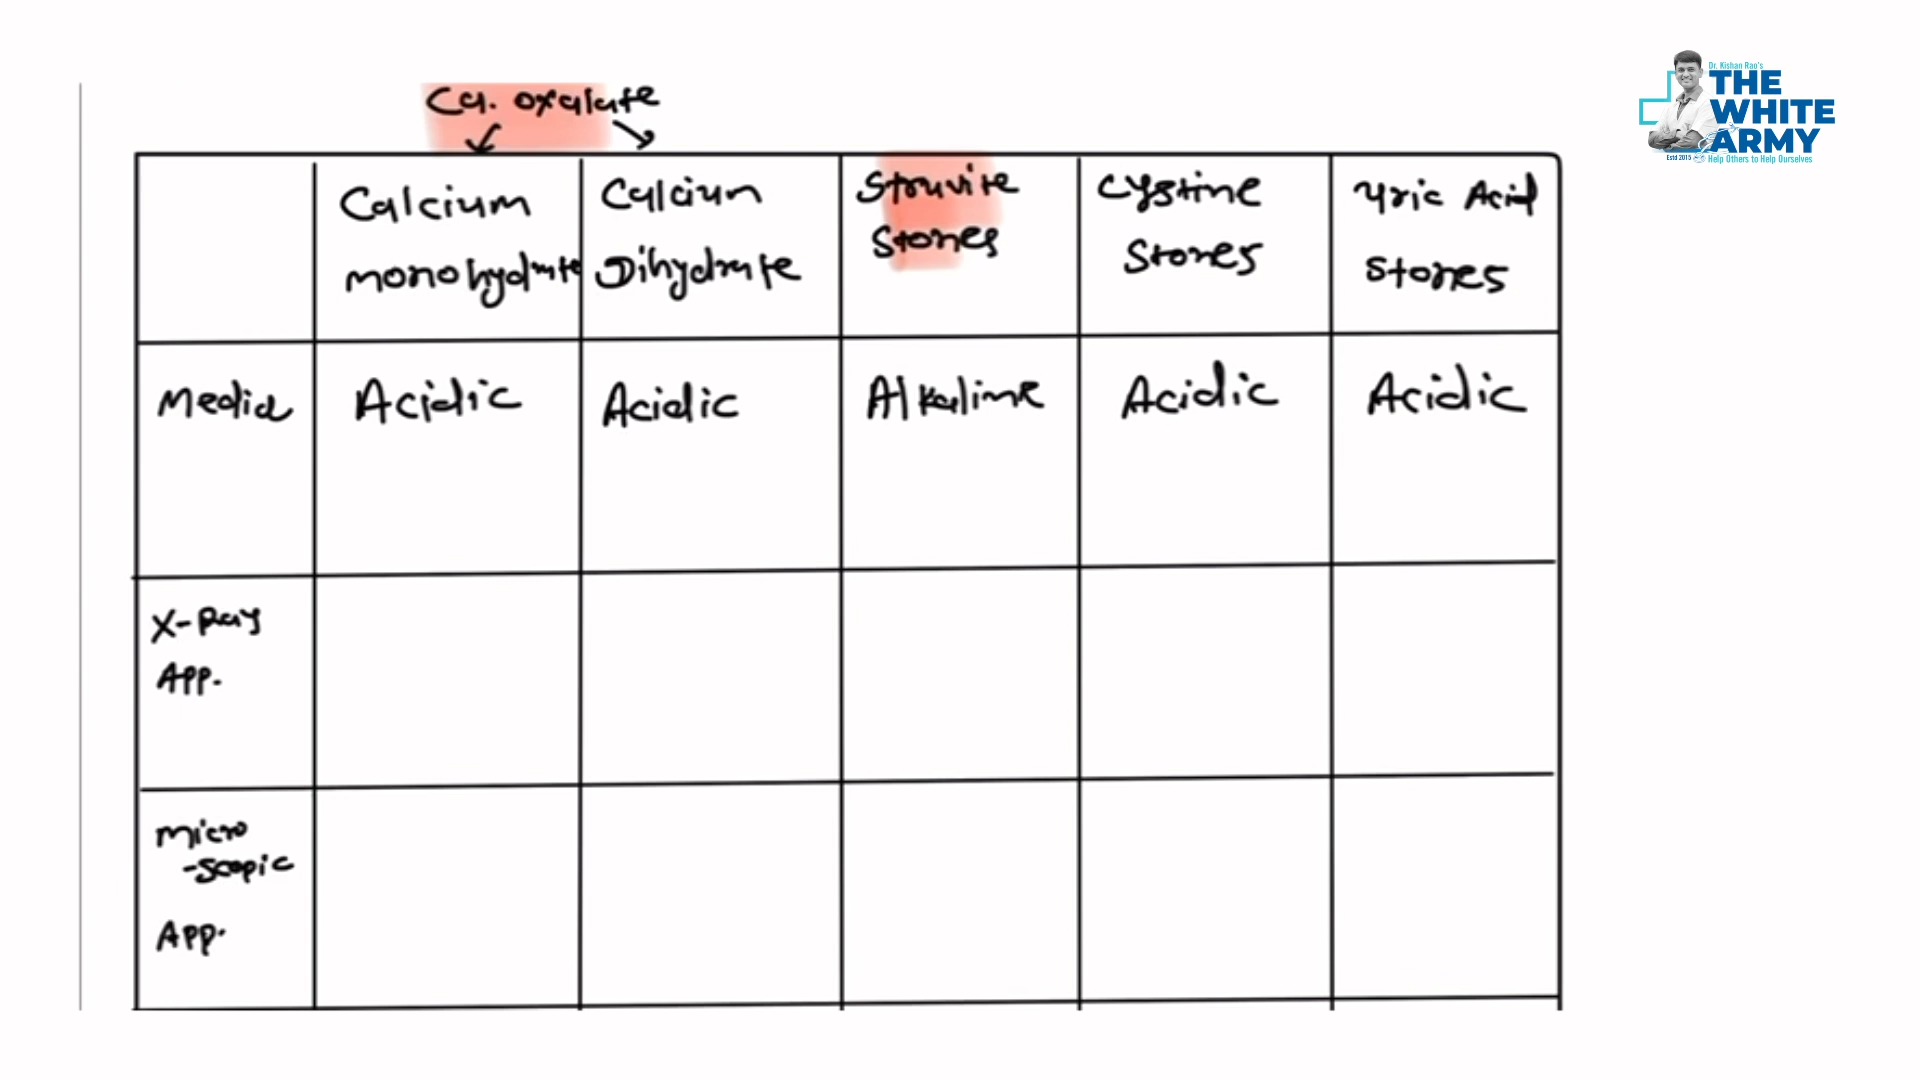 Ca. oxalate
Calcium
monohydrate
Calcium
Dihydrate
Struvite
Stones
Cystine
Stones
Uric Acid
Stones
Media
Acidic
Acidic
Alkaline
Acidic
Acidic
X-Ray
App.
Micro
-scopic
App.
Dr. Kishan Rao's
THE
WHITE
ARMY
Estd 2015
Help Others to Help Ourselves